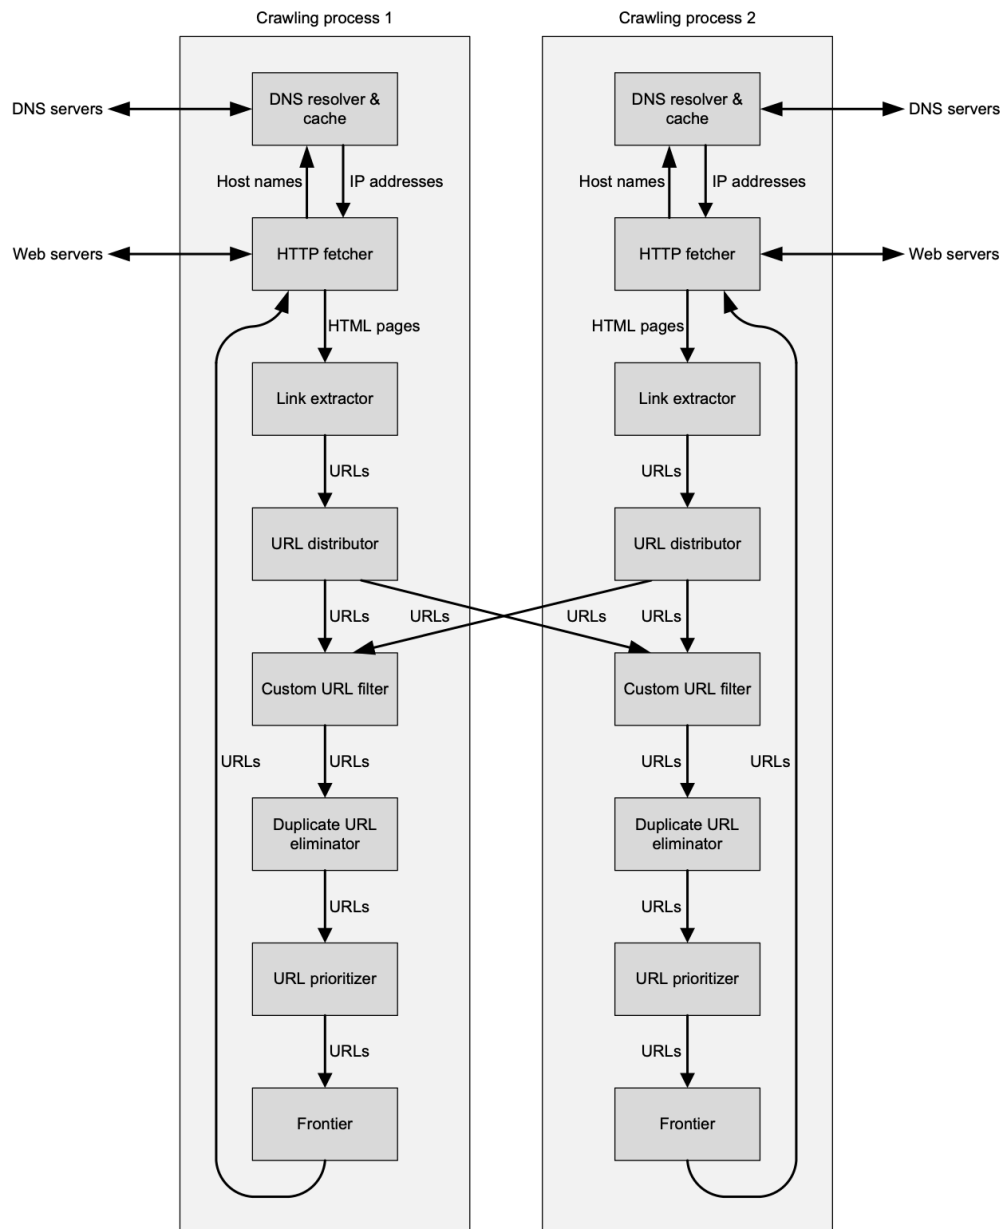 Crawling process 1
Crawling process 2
DNS servers
DNS resolver &
cache
DNS resolver &
cache
DNS servers
Host names
IP addresses
Host names
IP addresses
Web servers
HTTP fetcher
HTTP fetcher
Web servers
HTML pages
HTML pages
Link extractor
Link extractor
URLs
URLs
URL distributor
URL distributor
URLs
URLs
URLs
URLs
Custom URL filter
Custom URL filter
URLs
URLs
URLs
URLs
Duplicate URL
eliminator
Duplicate URL
eliminator
URLs
URLs
URL prioritizer
URL prioritizer
URLs
URLs
Frontier
Frontier